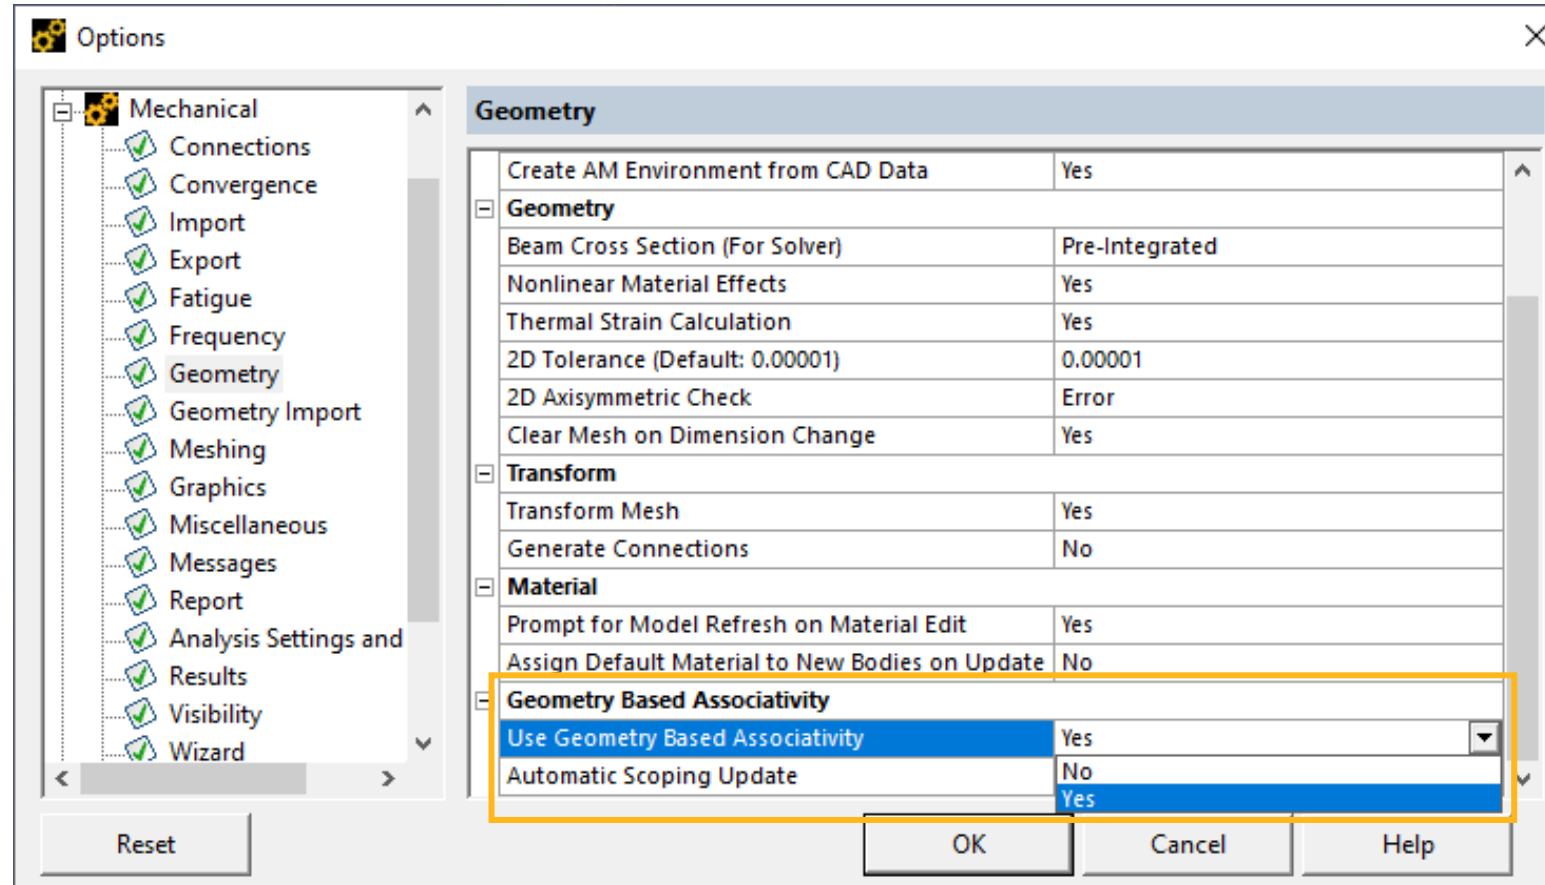 Options
Mechanical
Connections
Convergence
Import
Export
Fatigue
Frequency
Geometry
Geometry Import
Meshing
Graphics
Miscellaneous
Messages
Report
Analysis Settings and
Results
Visibility
Wizard
Geometry
Create AM Environment from CAD Data Yes
Geometry
Beam Cross Section (For Solver) Pre-Integrated
Nonlinear Material Effects Yes
Thermal Strain Calculation Yes
2D Tolerance (Default: 0.00001) 0.00001
2D Axisymmetric Check Error
Clear Mesh on Dimension Change Yes
Transform
Transform Mesh Yes
Generate Connections No
Material
Prompt for Model Refresh on Material Edit Yes
Assign Default Material to New Bodies on Update No
Geometry Based Associativity
Use Geometry Based Associativity Yes
Automatic Scoping Update No
Yes
Reset OK Cancel Help